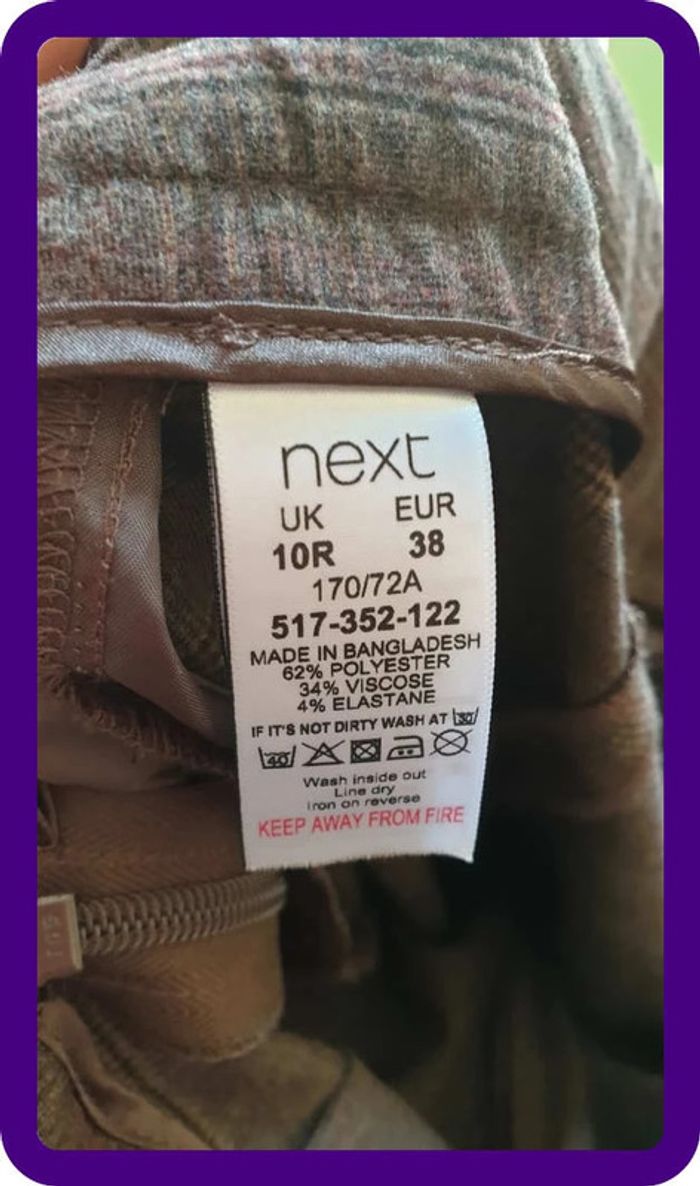 next
UK EUR
10R 38
170/72A
517-352-122
MADE IN BANGLADESH
62% POLYESTER
34% VISCOSE
4% ELASTANE
IF IT'S NOT DIRTY WASH AT 30
40
Wash inside out
Line dry
Iron on reverse
KEEP AWAY FROM FIRE